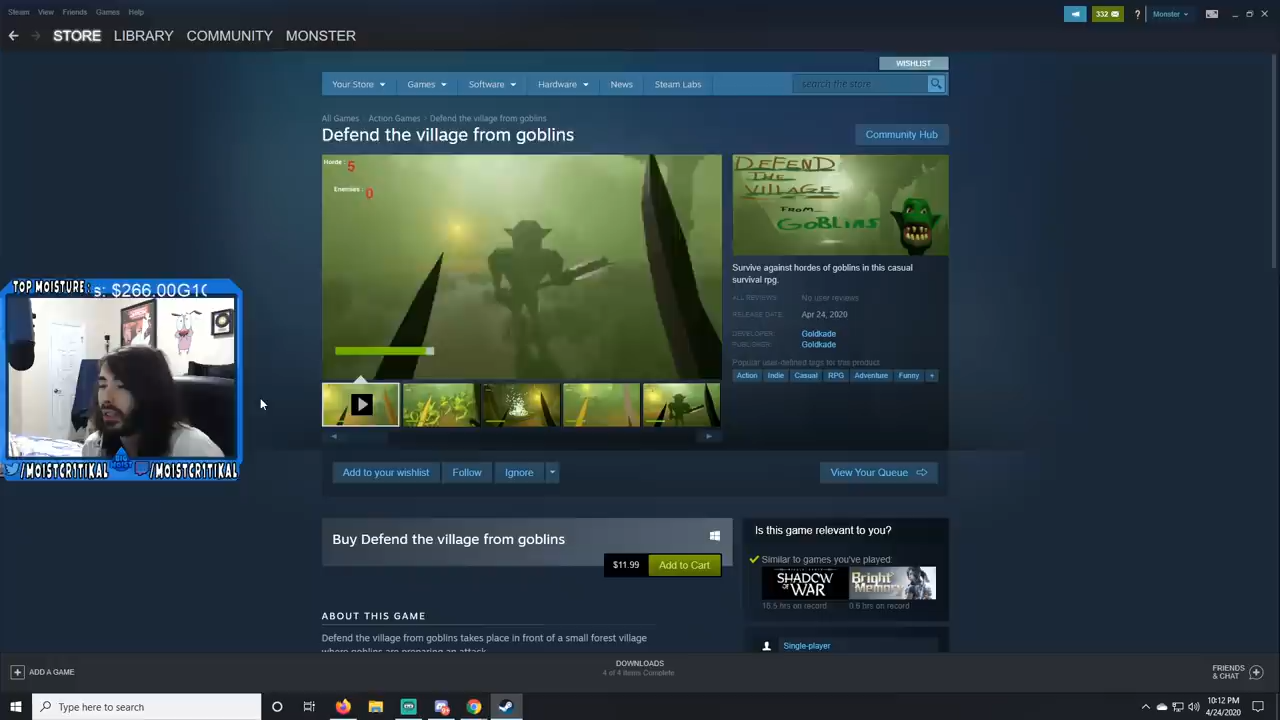 Steam View Friends Games Help
332
?
Monster
STORE LIBRARY COMMUNITY MONSTER
WISHLIST
Your Store Games Software Hardware News Steam Labs search the store
All Games Action Games Defend the village from goblins
Defend the village from goblins
Community Hub
Horde : 5
Enemies : 0
DEFEND
THE
VILLAGE
FROM
GOBLINS
Survive against hordes of goblins in this casual
survival rpg.
ALL REVIEWS: No user reviews
RELEASE DATE: Apr 24, 2020
DEVELOPER: Goldkade
PUBLISHER: Goldkade
Popular user-defined tags for this product:
Action Indie Casual RPG Adventure Funny +
TOP MOISTURE :
s: $266.00
/MOISTCR1TIKAL /MOISTCR1TIKAL
Add to your wishlist Follow Ignore
View Your Queue
Buy Defend the village from goblins
$11.99 Add to Cart
Is this game relevant to you?
Similar to games you've played:
SHADOW
OF
WAR
Bright
Memory
0.6 hrs on record
ABOUT THIS GAME
Defend the village from goblins takes place in front of a small forest village
where goblins are preparing an attack.
Single-player
ADD A GAME
DOWNLOADS
4 of 4 Items Complete
FRIENDS
& CHAT
Type here to search
10:12 PM
4/24/2020